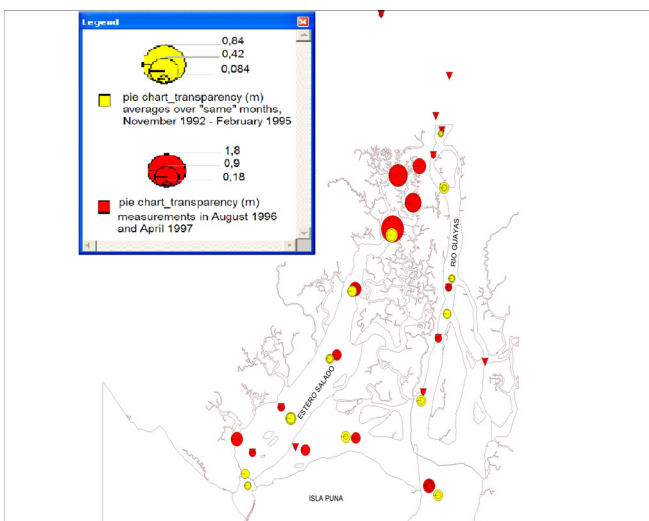 Legend
0,84
0,42
0,084
pie chart_transparency (m)
averages over "same" months,
November 1992 - February 1995
1,8
0,9
0,18
pie chart_transparency (m)
measurements in August 1996
and April 1997
RIO GUAYAS
ESTERO SALADO
ISLA PUNA